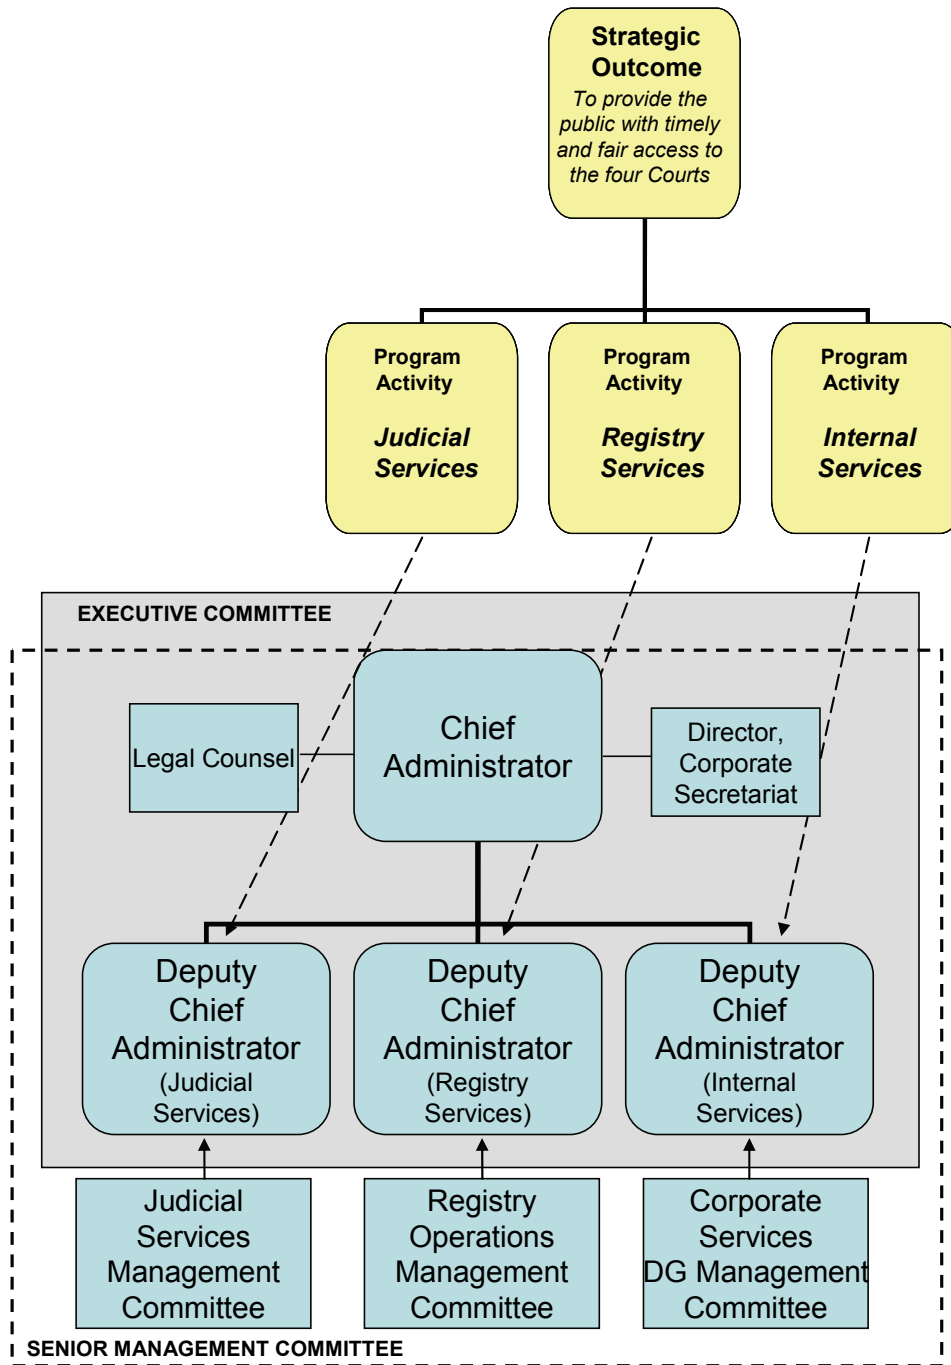 Strategic
Outcome
To provide the
public with timely
and fair access to
the four Courts
Program
Activity
Judicial
Services
Program
Activity
Registry
Services
Program
Activity
Internal
Services
EXECUTIVE COMMITTEE
Legal Counsel
Chief
Administrator
Director,
Corporate
Secretariat
Deputy
Chief
Administrator
(Judicial
Services)
Deputy
Chief
Administrator
(Registry
Services)
Deputy
Chief
Administrator
(Internal
Services)
Judicial
Services
Management
Committee
Registry
Operations
Management
Committee
Corporate
Services
DG Management
Committee
SENIOR MANAGEMENT COMMITTEE